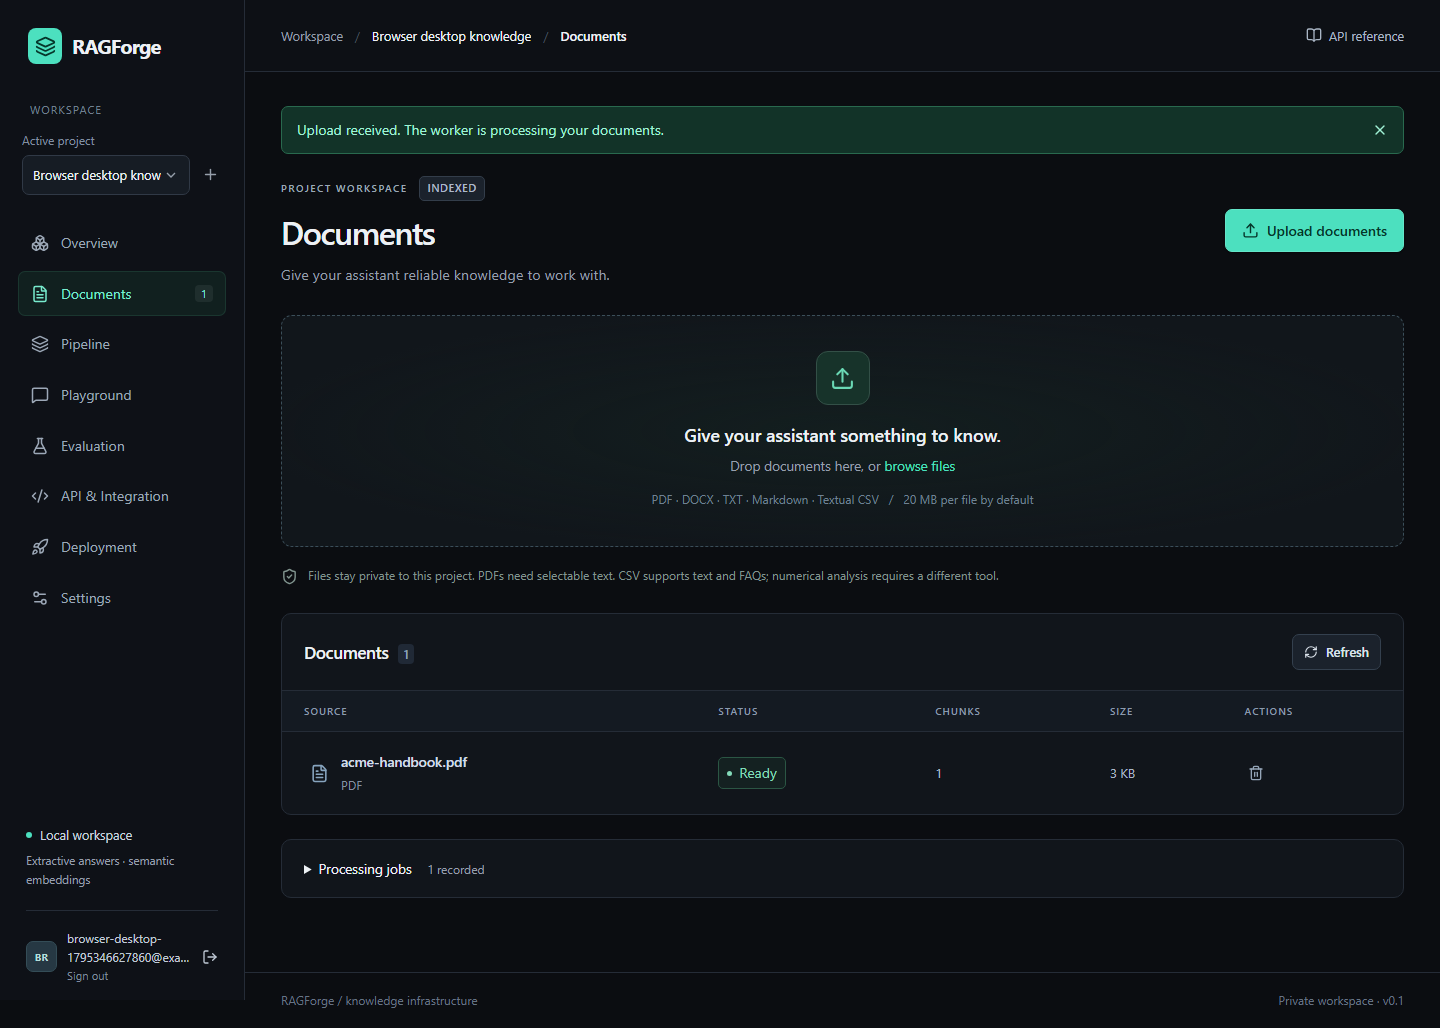 RAGForge
WORKSPACE
Active project
Browser desktop know
Overview
Documents 1
Pipeline
Playground
Evaluation
API & Integration
Deployment
Settings
Local workspace
Extractive answers · semantic
embeddings
BR
browser-desktop-
1795346627860@exa...
Sign out
Workspace / Browser desktop knowledge / Documents
API reference
Upload received. The worker is processing your documents.
PROJECT WORKSPACE INDEXED
Documents
Upload documents
Give your assistant reliable knowledge to work with.
Give your assistant something to know.
Drop documents here, or browse files
PDF · DOCX · TXT · Markdown · Textual CSV / 20 MB per file by default
Files stay private to this project. PDFs need selectable text. CSV supports text and FAQs; numerical analysis requires a different tool.
Documents 1
Refresh
SOURCE STATUS CHUNKS SIZE ACTIONS
acme-handbook.pdf
PDF
Ready
1
3 KB
Processing jobs 1 recorded
RAGForge / knowledge infrastructure
Private workspace · v0.1